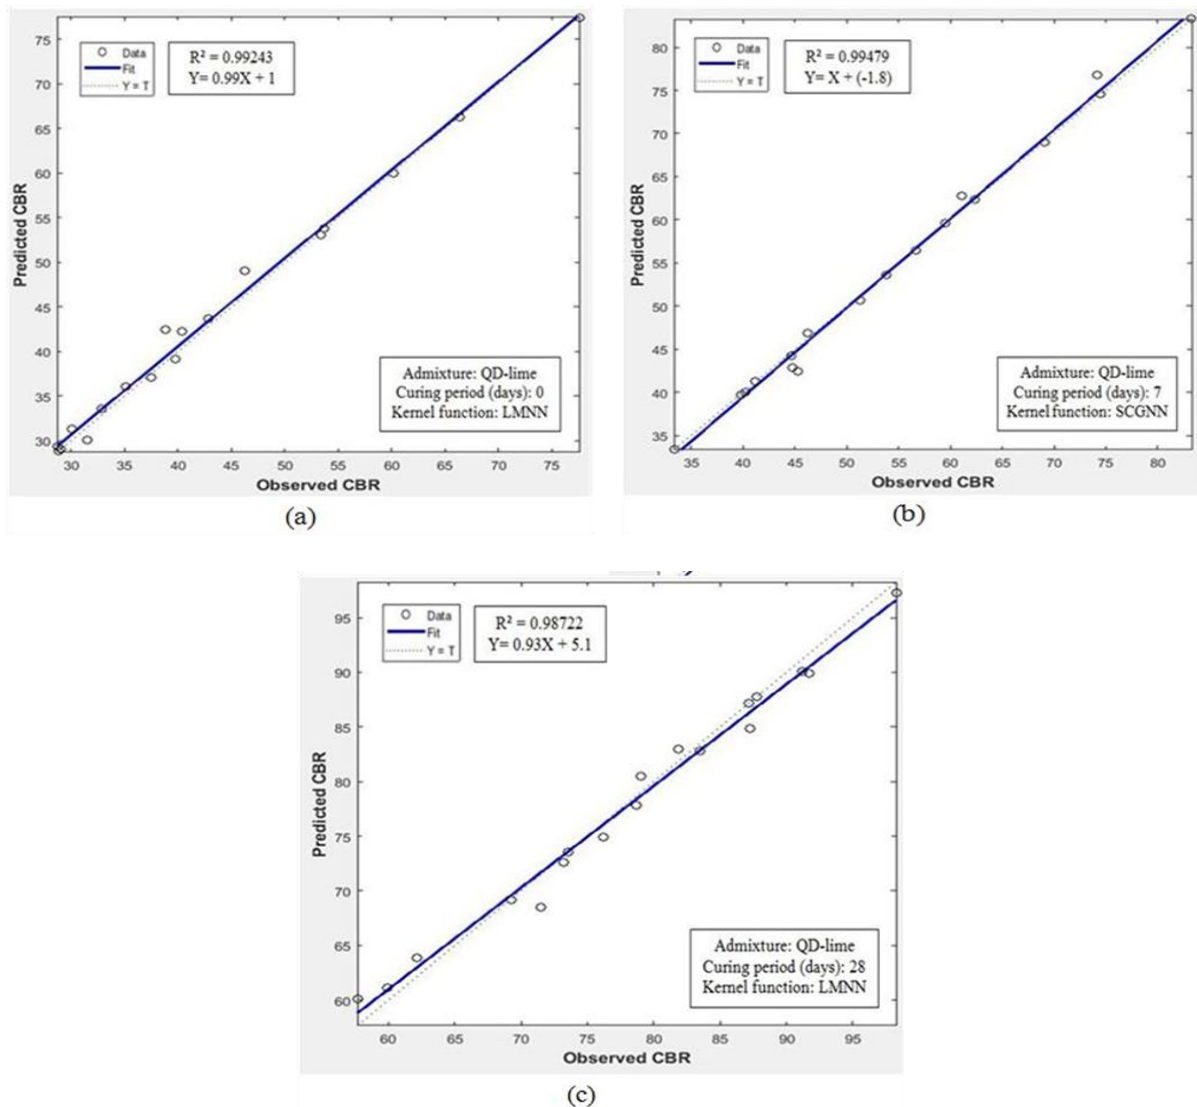 Data
Fit
Y = T
R² = 0.99243
Y= 0.99X + 1
75
70
65
60
55
50
45
40
35
30
Predicted CBR
Admixture: QD-lime
Curing period (days): 0
Kernel function: LMNN
30 35 40 45 50 55 60 65 70 75
Observed CBR
(a)
Data
Fit
Y = T
R² = 0.99479
Y= X + (-1.8)
80
75
70
65
60
55
50
45
40
35
Predicted CBR
Admixture: QD-lime
Curing period (days): 7
Kernel function: SCGNN
35 40 45 50 55 60 65 70 75 80
Observed CBR
(b)
Data
Fit
Y = T
R² = 0.98722
Y= 0.93X + 5.1
95
90
85
80
75
70
65
60
Predicted CBR
Admixture: QD-lime
Curing period (days): 28
Kernel function: LMNN
60 65 70 75 80 85 90 95
Observed CBR
(c)